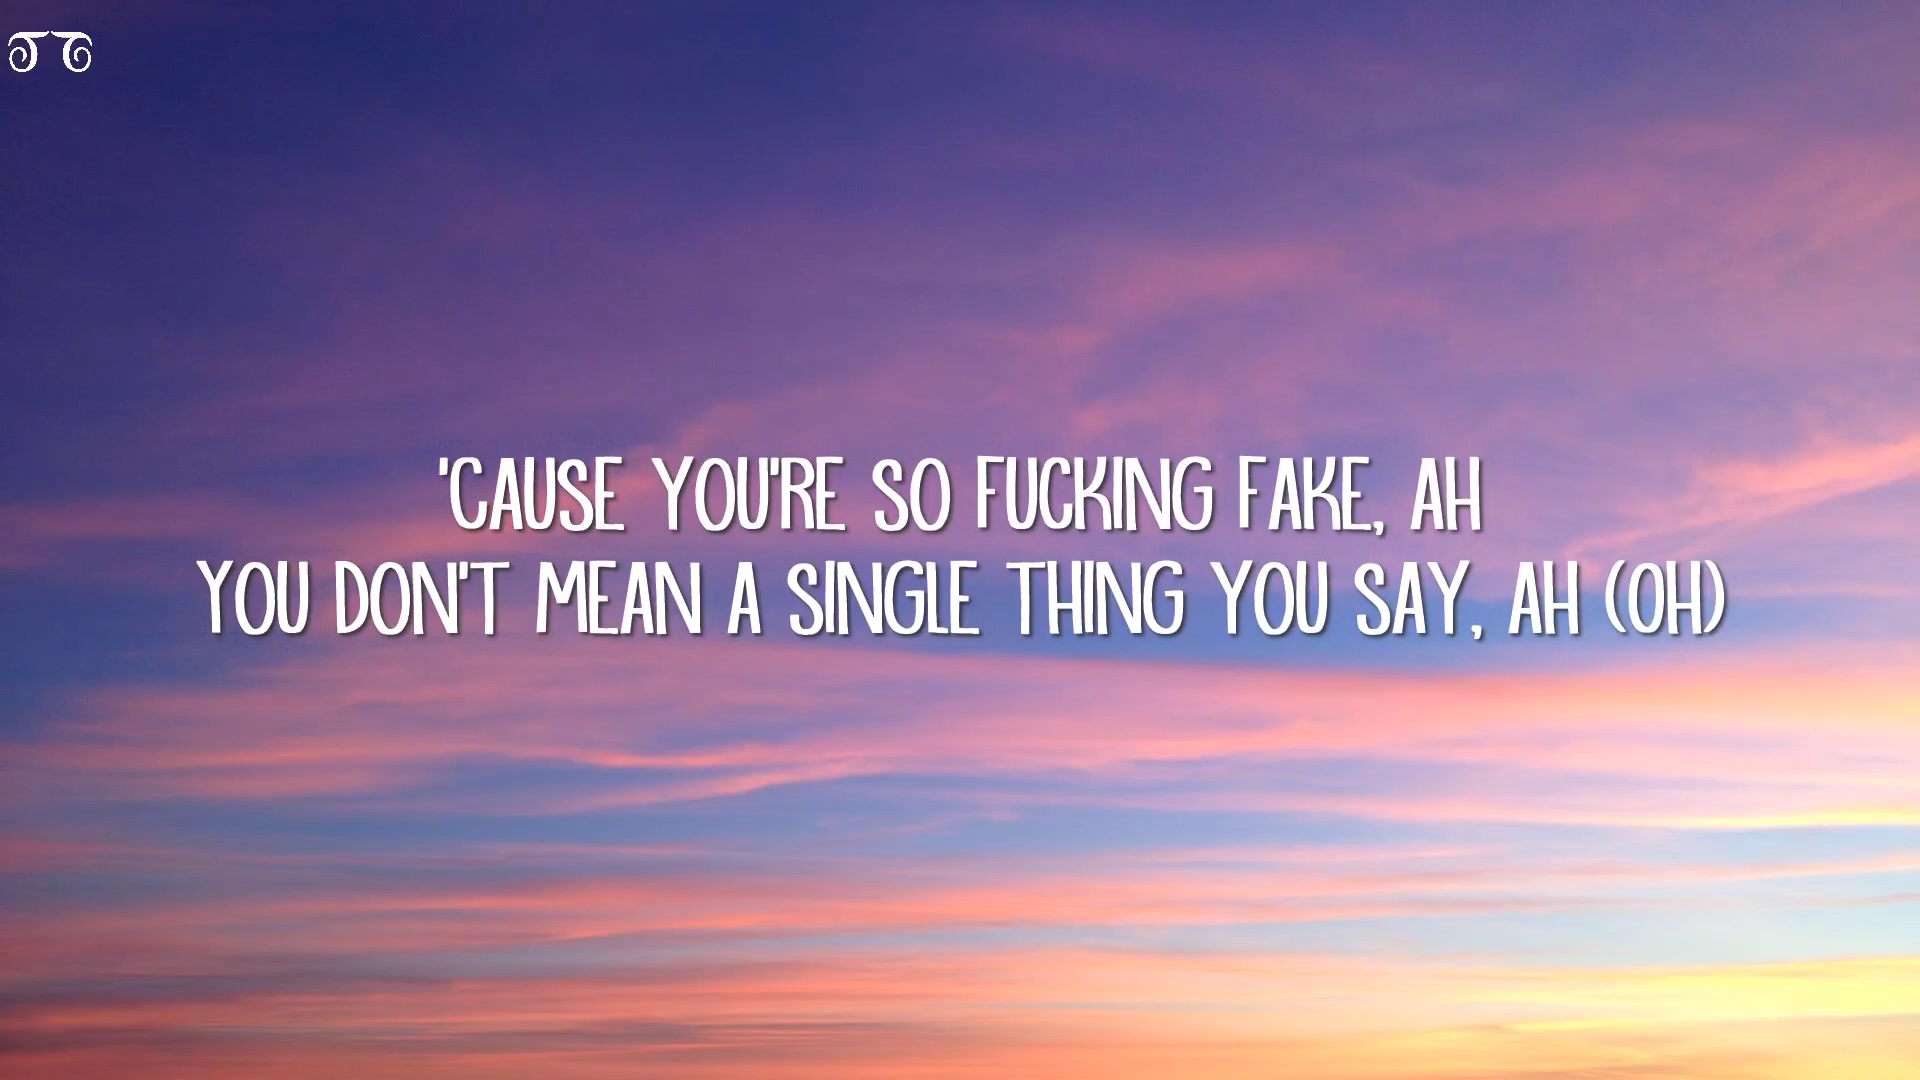 'CAUSE YOU'RE SO FUCKING FAKE, AH
YOU DON'T MEAN A SINGLE THING YOU SAY, AH (OH)